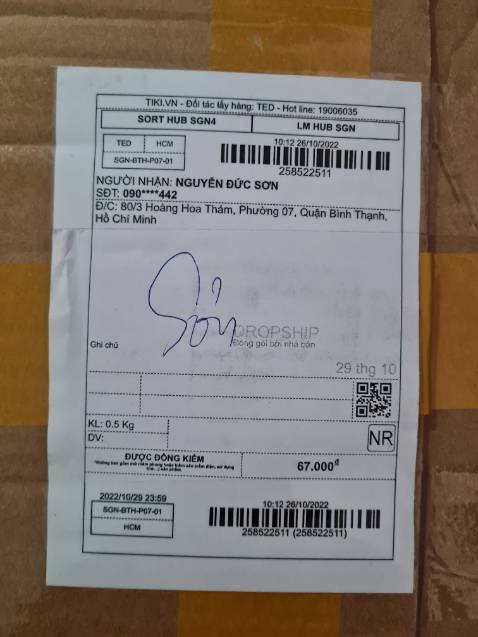 TIKI.VN - Đối tác lấy hàng: TED - Hot line: 19006035
SORT HUB SGN4 LM HUB SGN
TED HCM
SGN-BTH-P07-01
10:12 26/10/2022
258522511
NGƯỜI NHẬN: NGUYỄN ĐỨC SƠN
SĐT: 090****442
Đ/C: 80/3 Hoàng Hoa Thám, Phường 07, Quận Bình Thạnh,
Hồ Chí Minh
Sơn
DROPSHIP
Ghi chú Đóng gói bởi nhà bán
29 thg 10
KL: 0.5 Kg
DV:
NR
ĐƯỢC ĐỒNG KIỂM
67.000đ
2022/10/29 23:59
SGN-BTH-P07-01
HCM
10:12 26/10/2022
258522511 (258522511)